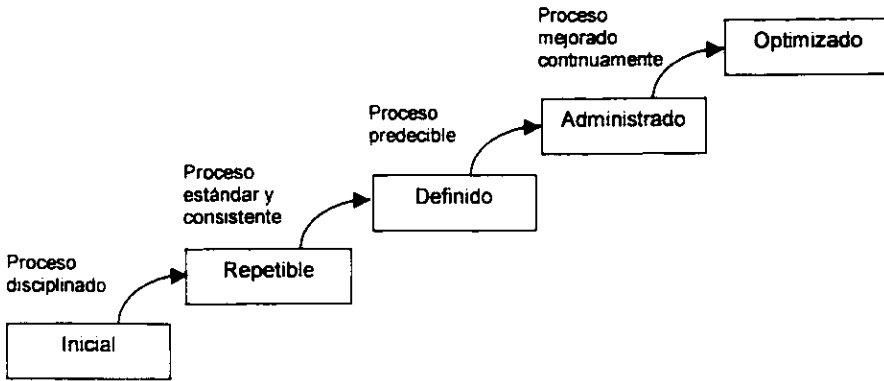 Proceso
mejorado
continuamente
Optimizado
Proceso
predecible
Administrado
Proceso
estándar y
consistente
Definido
Proceso
disciplinado
Repetible
Inicial